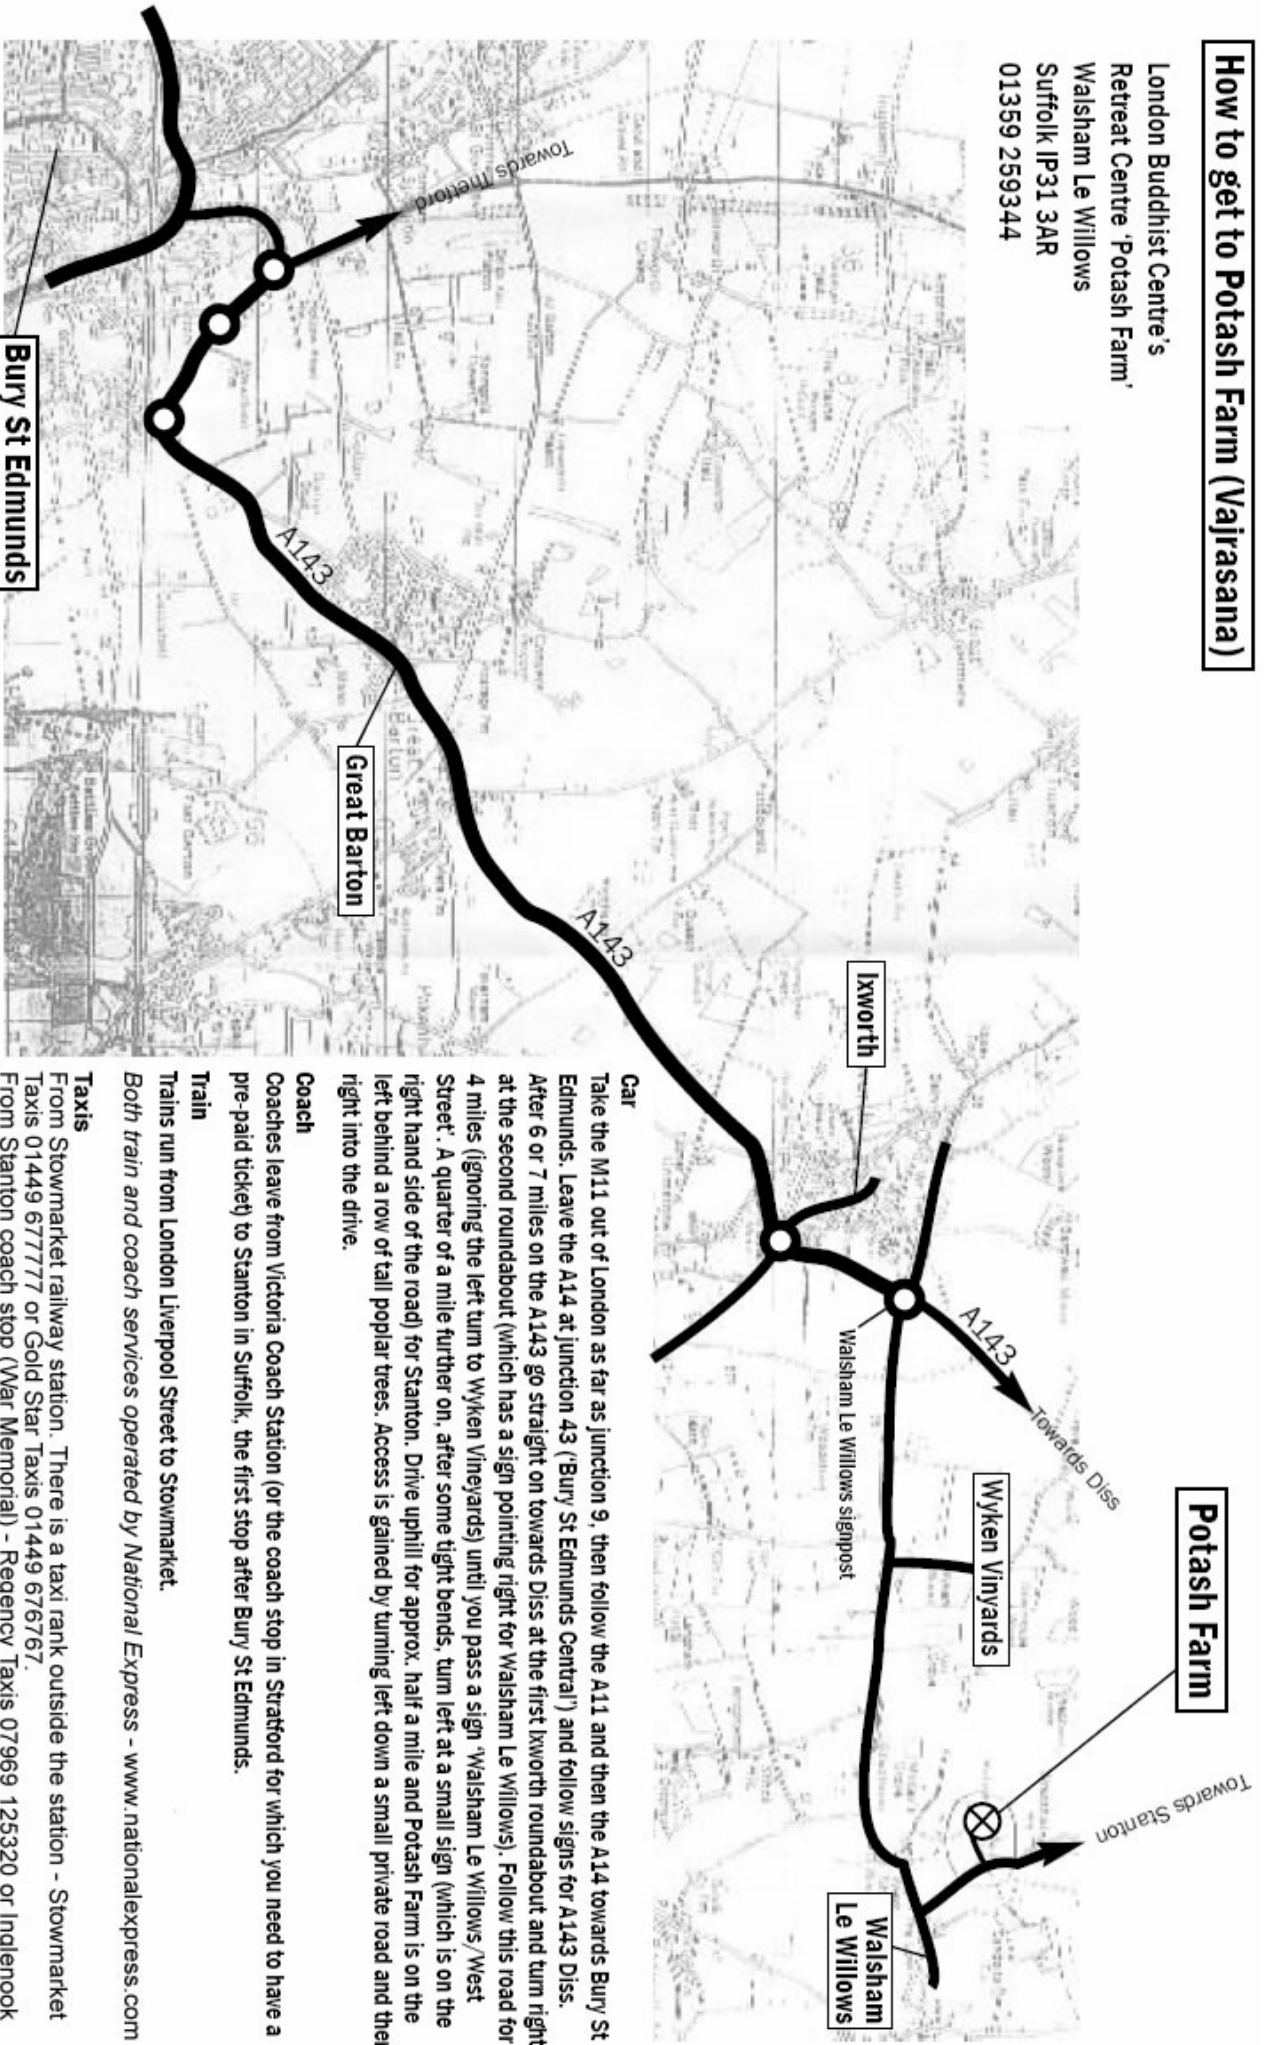 How to get to Potash Farm (Vajrasana)
London Buddhist Centre's
Retreat Centre 'Potash Farm'
Walsham Le Willows
Suffolk IP31 3AR
01359 259344
Potash Farm
Towards Stanton
Towards Diss
A143
Wyken Vinyards
Ixworth
Walsham Le Willows signpost
Walsham
Le Willows
A143
Towards Thetford
Great Barton
A143
Bury St Edmunds
Car
Take the M11 out of London as far as junction 9, then follow the A11 and then the A14 towards Bury St
Edmunds. Leave the A14 at junction 43 ('Bury St Edmunds Central') and follow signs for A143 Diss.
After 6 or 7 miles on the A143 go straight on towards Diss at the first Ixworth roundabout and turn right
at the second roundabout (which has a sign pointing right for Walsham Le Willows). Follow this road for
4 miles (ignoring the left turn to Wyken Vineyards) until you pass a sign 'Walsham Le Willows/West
Street'. A quarter of a mile further on, after some tight bends, turn left at a small sign (which is on the
right hand side of the road) for Stanton. Drive uphill for approx. half a mile and Potash Farm is on the
left behind a row of tall poplar trees. Access is gained by turning left down a small private road and then
right into the drive.
Coach
Coaches leave from Victoria Coach Station (or the coach stop in Stratford for which you need to have a
pre-paid ticket) to Stanton in Suffolk, the first stop after Bury St Edmunds.
Train
Trains run from London Liverpool Street to Stowmarket.
Both train and coach services operated by National Express - www.nationalexpress.com
Taxis
From Stowmarket railway station. There is a taxi rank outside the station - Stowmarket
Taxis 01449 677777 or Gold Star Taxis 01449 676767.
From Stanton coach stop (War Memorial) - Regency Taxis 07969 125320 or Inglenook